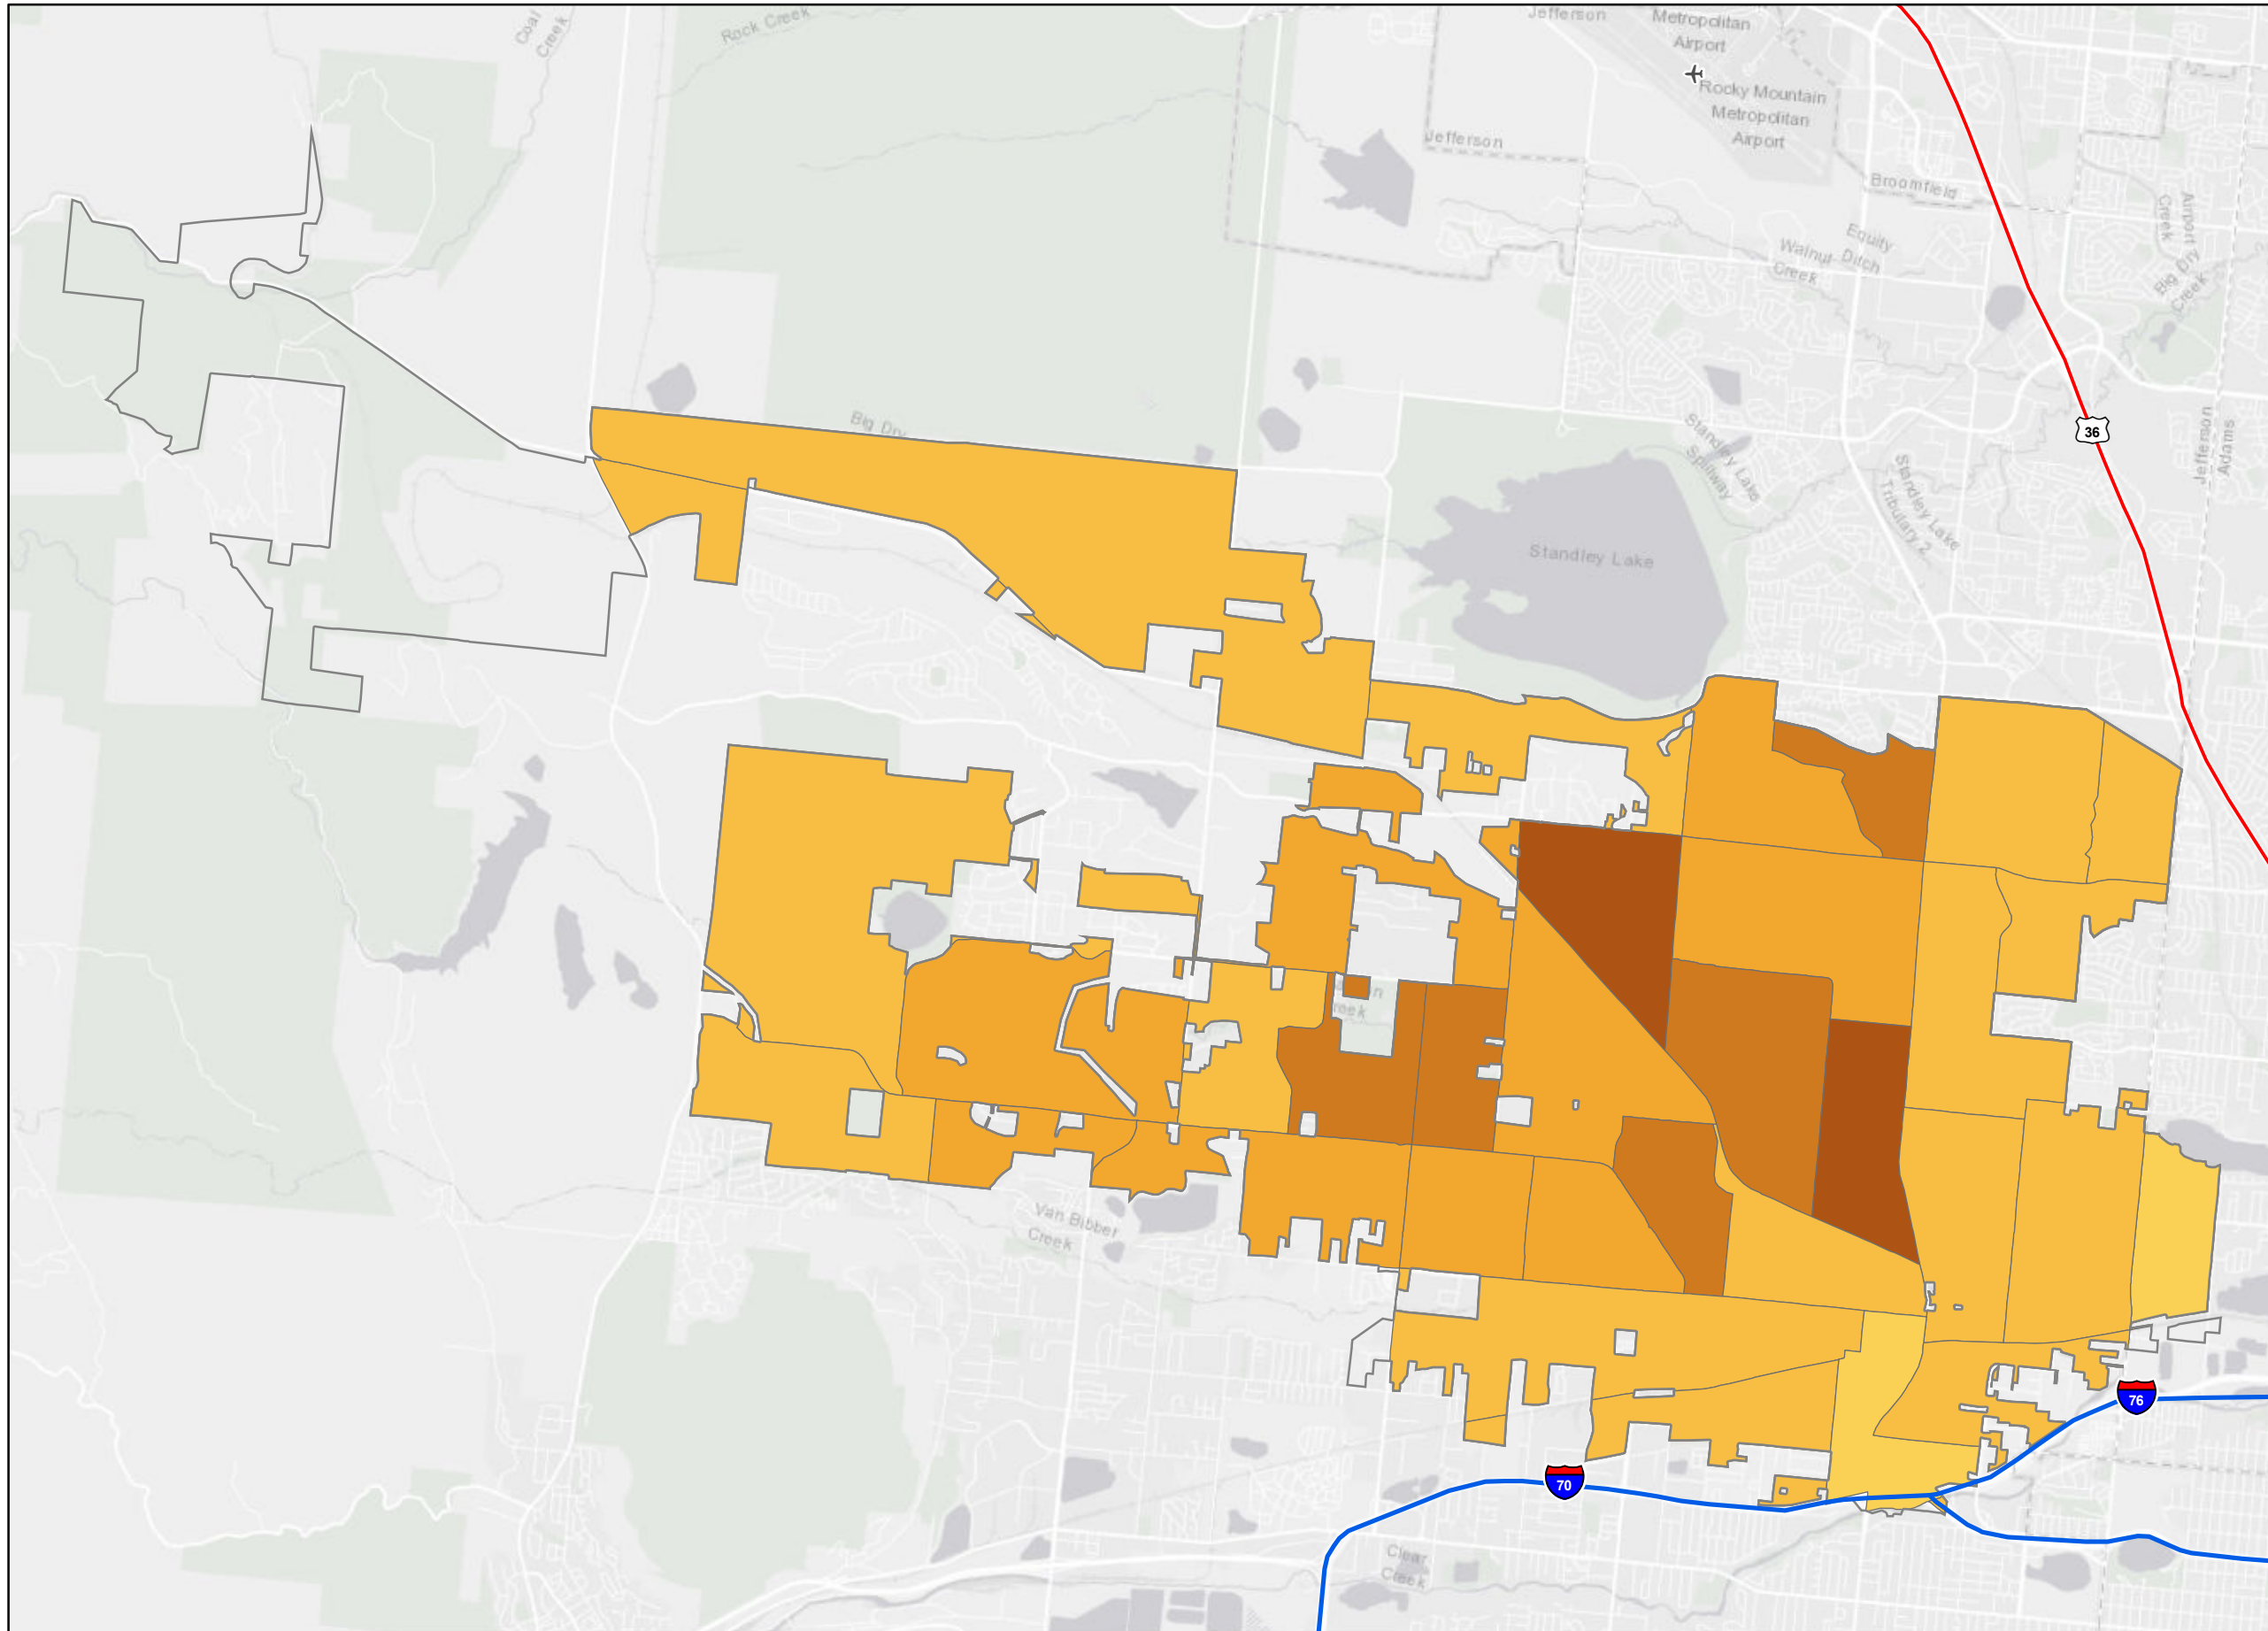 Coal
Creek
Rock Creek
Jefferson
Metropolitan
Airport
Rocky Mountain
Metropolitan
Airport
Jefferson
Broomfield
Airport
Creek
Equity
Ditch
Walnut
Creek
Big Dry
Creek
36
Jefferson
Adams
Big Dry
Standley Lake
Spillway
Standley Lake
Tributary 2
Standley Lake
Van Bibber
Creek
76
70
Clear
Creek